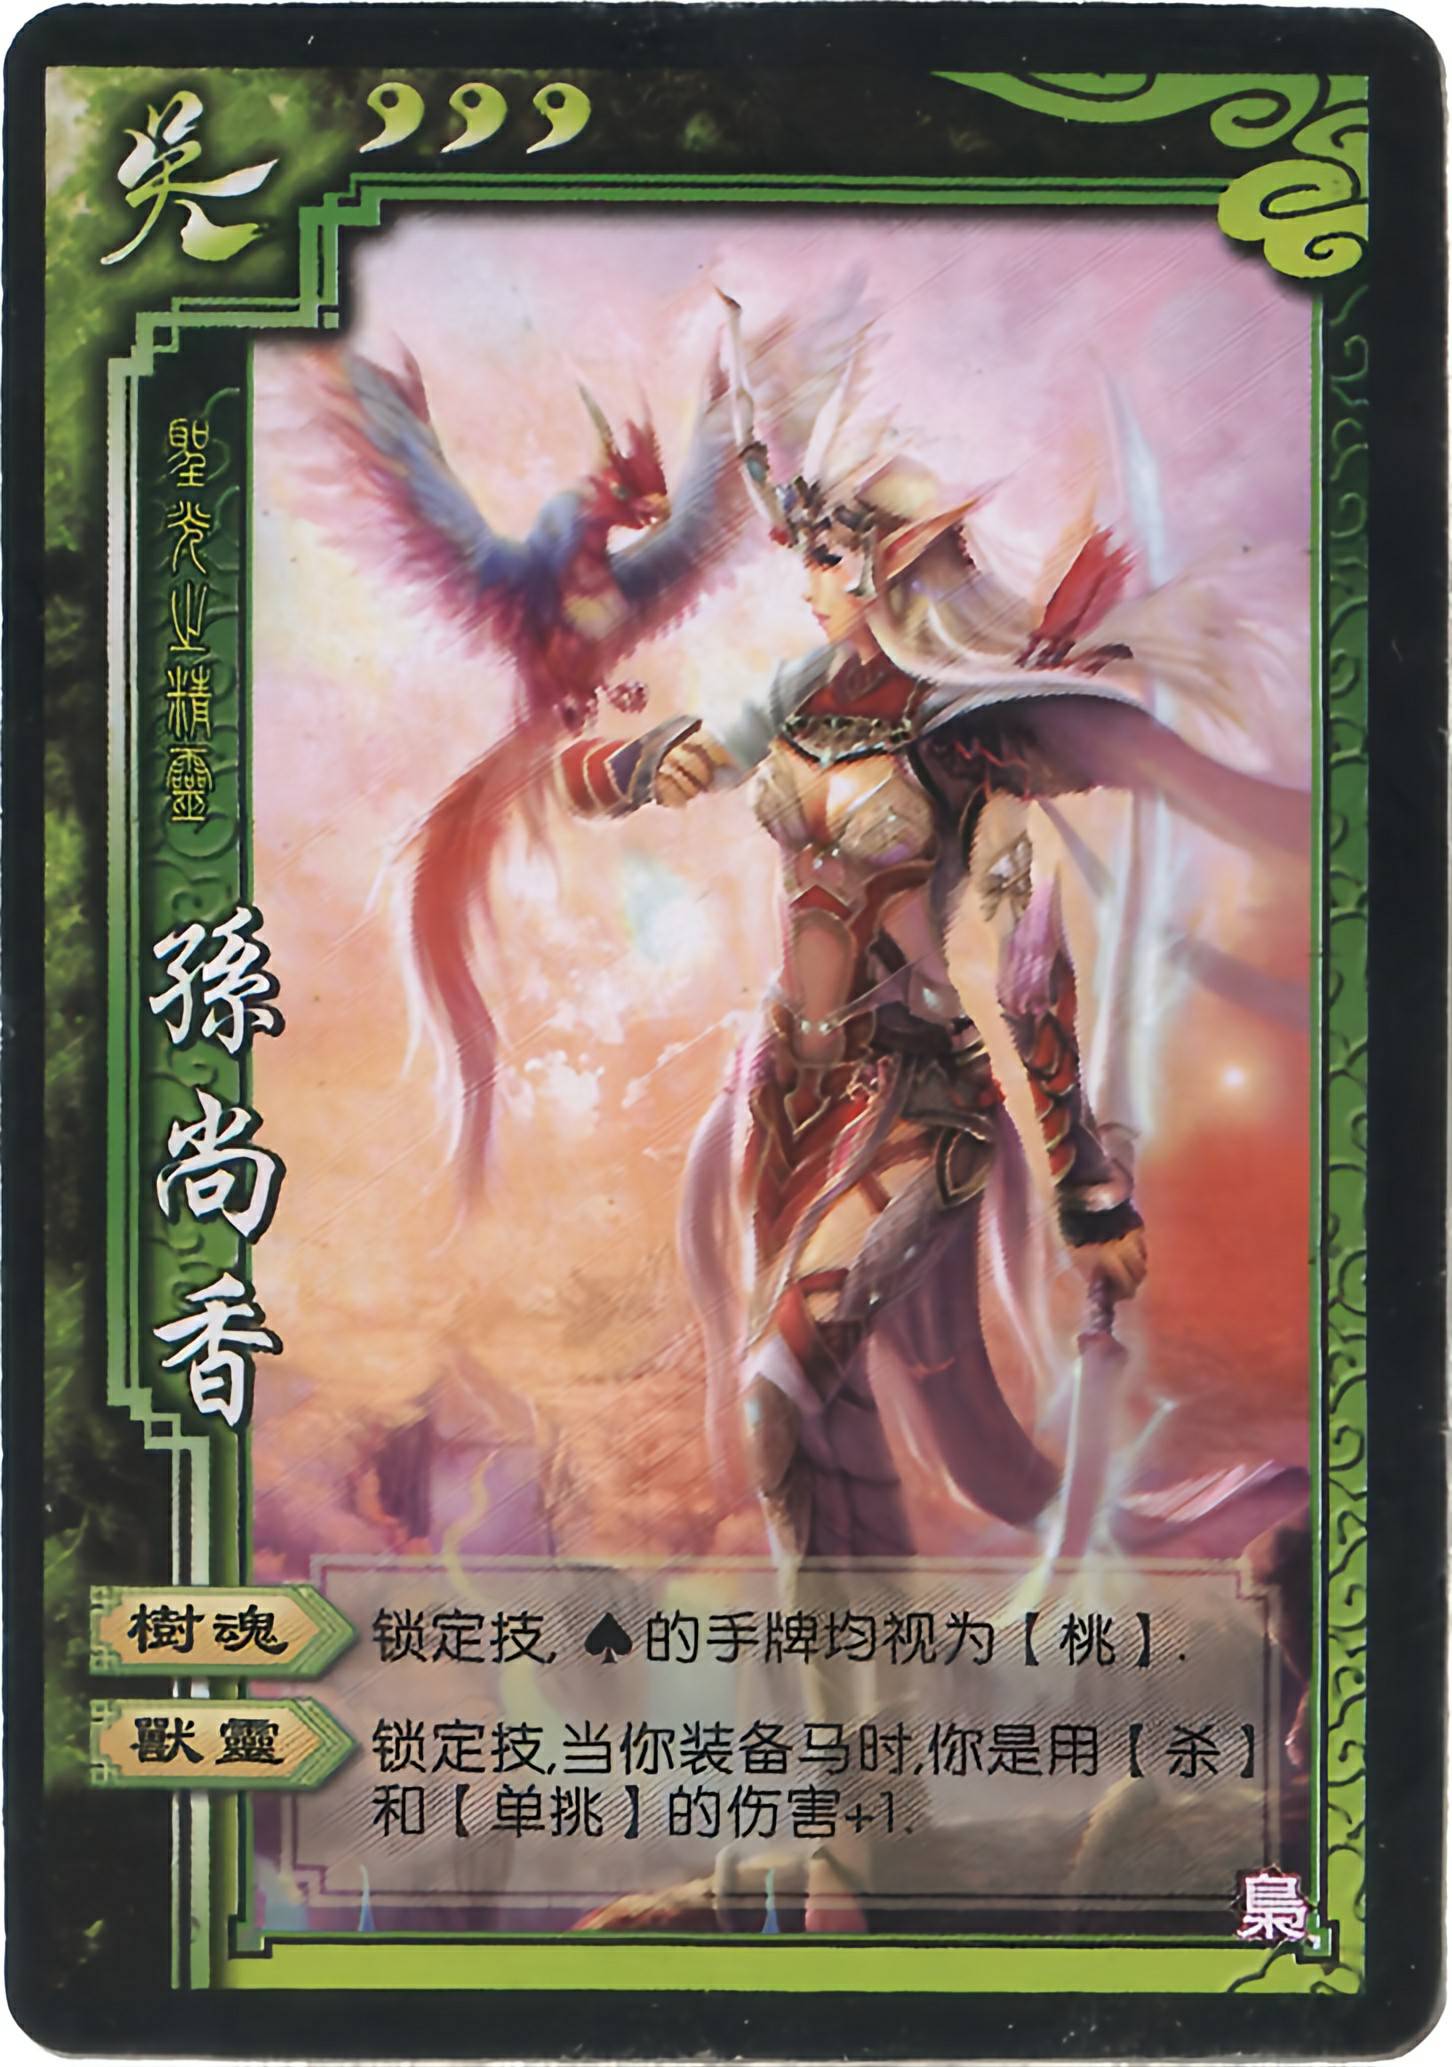 吴
聖光之精靈
孫尚香
樹魂
锁定技, ♠的手牌均视为【桃】.
獸靈
锁定技,当你装备马时,你是用【杀】
和【单挑】的伤害+1.
梟